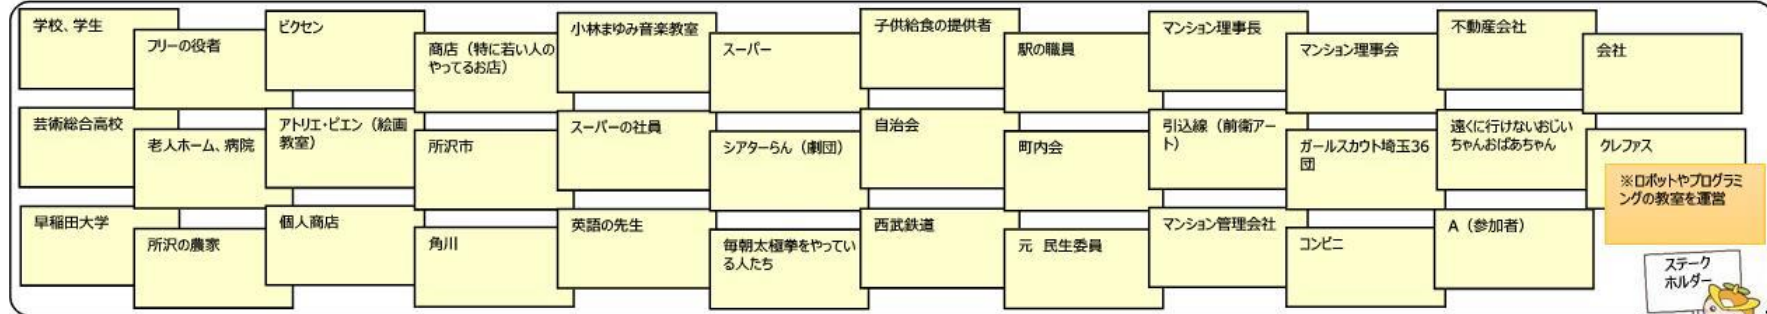 学校、学生
フリーの役者
ビクセン
商店（特に若い人の
やってるお店）
小林まゆみ音楽教室
スーパー
子供給食の提供者
駅の職員
マンション理事長
マンション理事会
不動産会社
会社
芸術総合高校
老人ホーム、病院
アトリエ・ビエン（絵画
教室）
所沢市
スーパーの社員
シアターらん（劇団）
自治会
町内会
引込線（前衛アー
ト）
ガールスカウト埼玉36
団
遠くに行けないおじい
ちゃんおばあちゃん
クレファス
※ロボットやプログラミ
ングの教室を運営
早稲田大学
所沢の農家
個人商店
角川
英語の先生
毎朝太極拳をやってい
る人たち
西武鉄道
元 民生委員
マンション管理会社
コンビニ
A（参加者）
ステーク
ホルダー